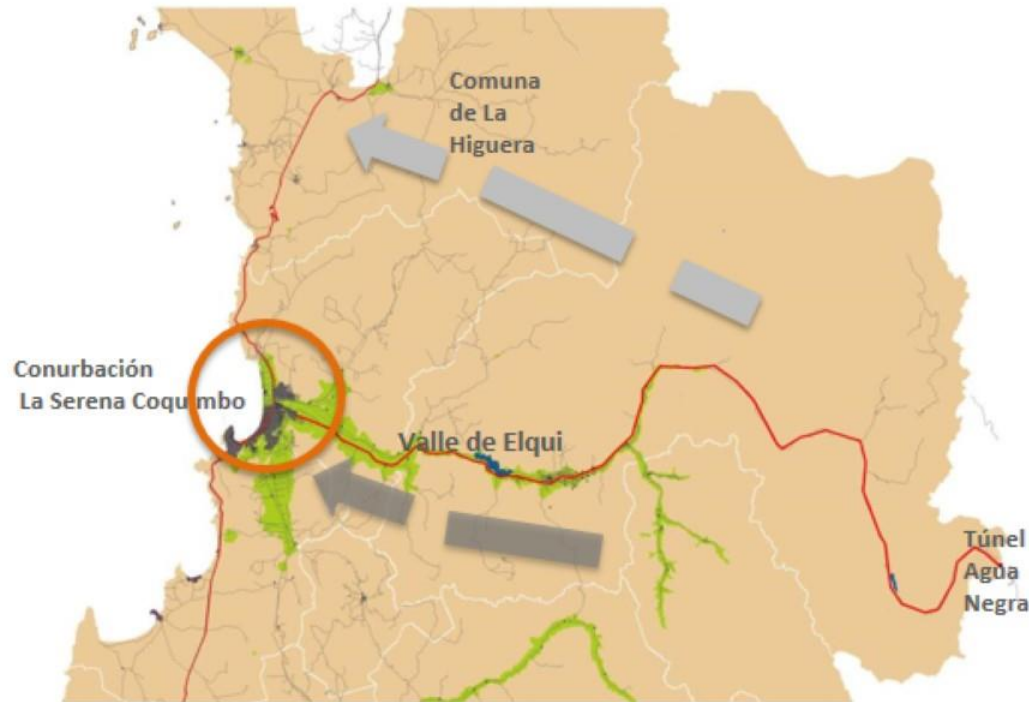 Comuna
de La
Higuera
Conurbación
La Serena Coquimbo
Valle de Elqui
Túnel
Agua
Negra